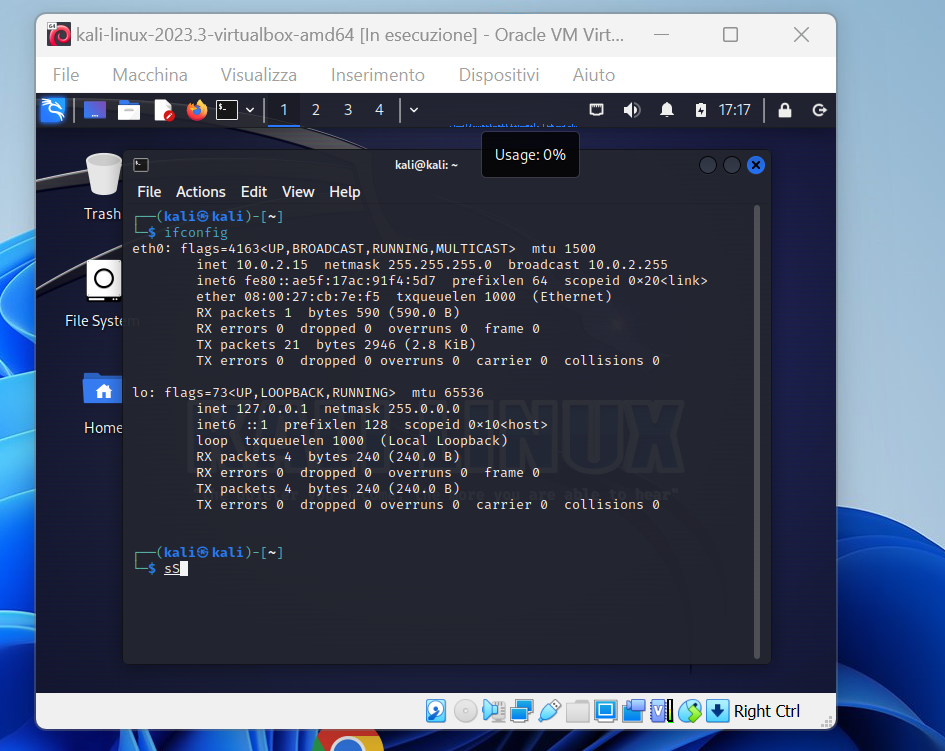 kali-linux-2023.3-virtualbox-amd64 [In esecuzione] - Oracle VM Virt...
File Macchina Visualizza Inserimento Dispositivi Aiuto
1 2 3 4 17:17
Usage: 0%
kali@kali: ~
File Actions Edit View Help
Trash
File System
Home
┌──(kali㉿kali)-[~]
└─$ ifconfig
eth0: flags=4163<UP,BROADCAST,RUNNING,MULTICAST>  mtu 1500
inet 10.0.2.15  netmask 255.255.255.0  broadcast 10.0.2.255
inet6 fe80::ae5f:17ac:91f4:5d7  prefixlen 64  scopeid 0×20<link>
ether 08:00:27:cb:7e:f5  txqueuelen 1000  (Ethernet)
RX packets 1  bytes 590 (590.0 B)
RX errors 0  dropped 0  overruns 0  frame 0
TX packets 21  bytes 2946 (2.8 KiB)
TX errors 0  dropped 0 overruns 0  carrier 0  collisions 0
lo: flags=73<UP,LOOPBACK,RUNNING>  mtu 65536
inet 127.0.0.1  netmask 255.0.0.0
inet6 ::1  prefixlen 128  scopeid 0×10<host>
loop  txqueuelen 1000  (Local Loopback)
RX packets 4  bytes 240 (240.0 B)
RX errors 0  dropped 0  overruns 0  frame 0
TX packets 4  bytes 240 (240.0 B)
TX errors 0  dropped 0 overruns 0  carrier 0  collisions 0
┌──(kali㉿kali)-[~]
└─$ sS
Right Ctrl